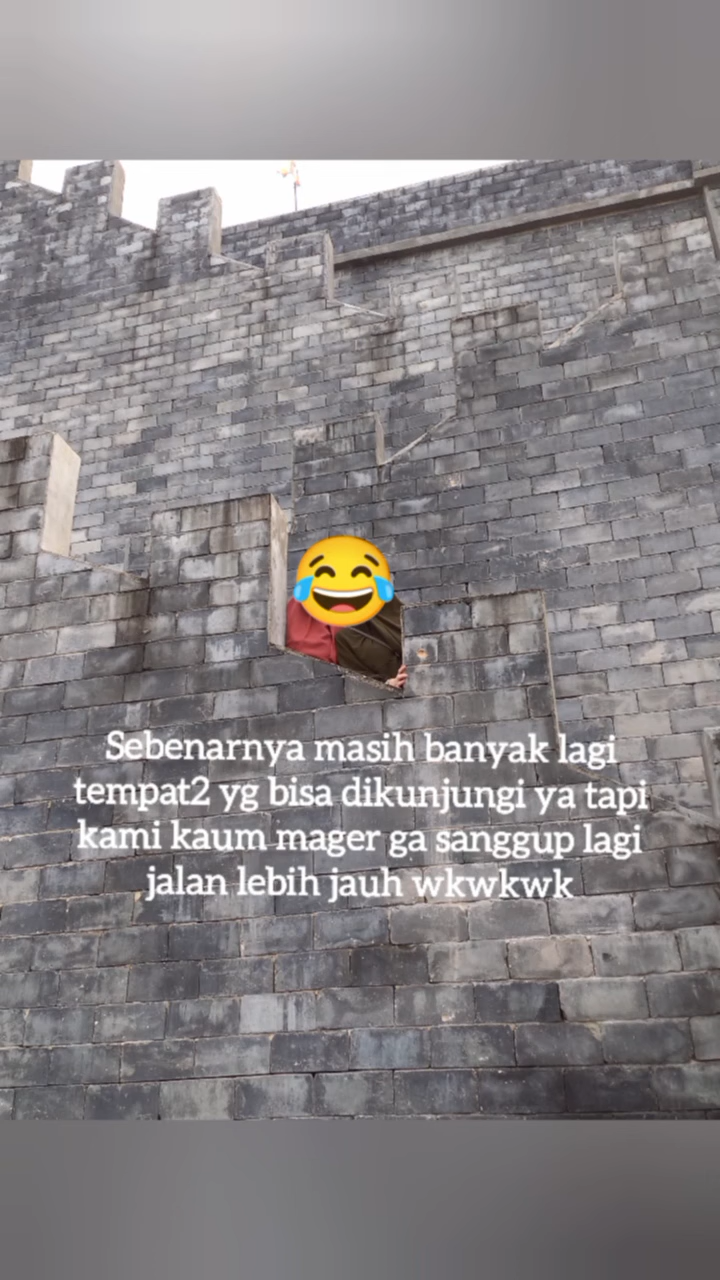 Sebenarnya masih banyak lagi
tempat2 yg bisa dikunjungi ya tapi
kami kaum mager ga sanggup lagi
jalan lebih jauh wkwkwk